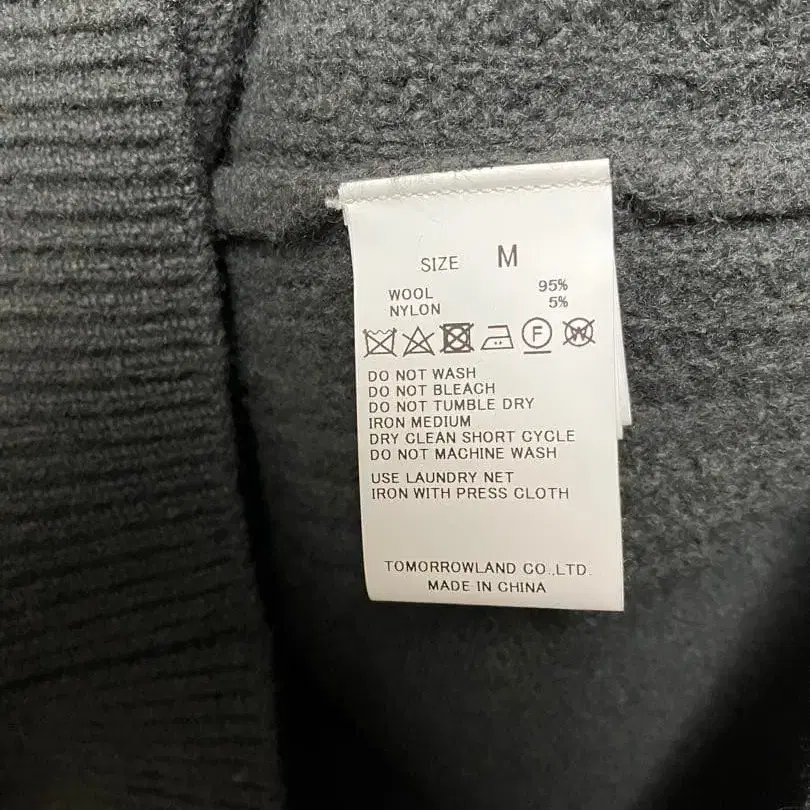 SIZE M
WOOL 95%
NYLON 5%
F W
DO NOT WASH
DO NOT BLEACH
DO NOT TUMBLE DRY
IRON MEDIUM
DRY CLEAN SHORT CYCLE
DO NOT MACHINE WASH
USE LAUNDRY NET
IRON WITH PRESS CLOTH
TOMORROWLAND CO.,LTD.
MADE IN CHINA